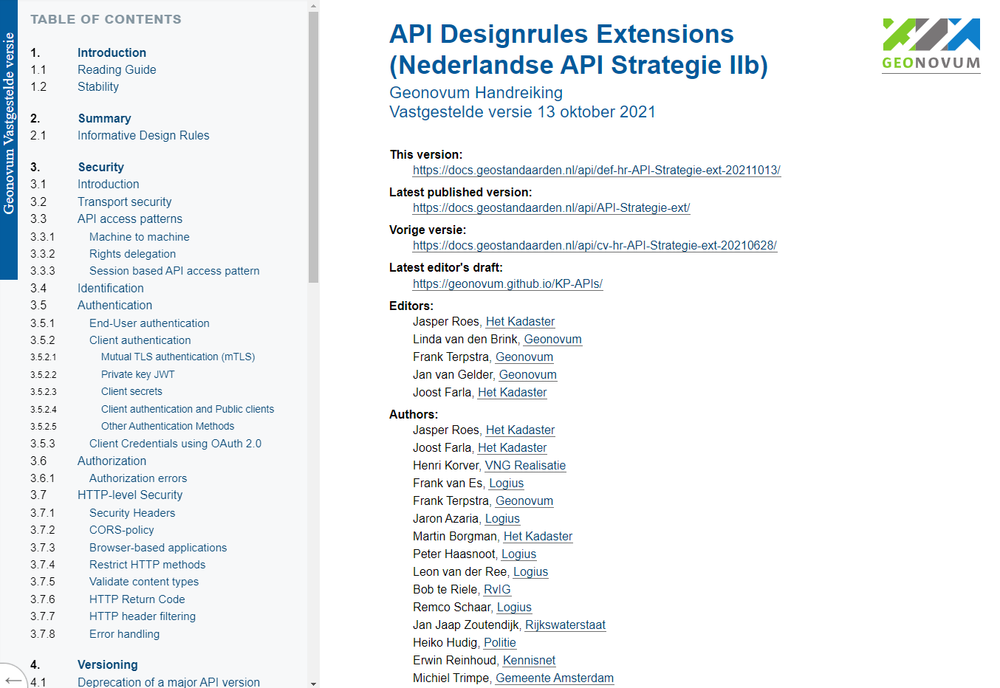 Geonovum Vastgestelde versie
TABLE OF CONTENTS
1. Introduction
1.1 Reading Guide
1.2 Stability
2. Summary
2.1 Informative Design Rules
3. Security
3.1 Introduction
3.2 Transport security
3.3 API access patterns
3.3.1 Machine to machine
3.3.2 Rights delegation
3.3.3 Session based API access pattern
3.4 Identification
3.5 Authentication
3.5.1 End-User authentication
3.5.2 Client authentication
3.5.2.1 Mutual TLS authentication (mTLS)
3.5.2.2 Private key JWT
3.5.2.3 Client secrets
3.5.2.4 Client authentication and Public clients
3.5.2.5 Other Authentication Methods
3.5.3 Client Credentials using OAuth 2.0
3.6 Authorization
3.6.1 Authorization errors
3.7 HTTP-level Security
3.7.1 Security Headers
3.7.2 CORS-policy
3.7.3 Browser-based applications
3.7.4 Restrict HTTP methods
3.7.5 Validate content types
3.7.6 HTTP Return Code
3.7.7 HTTP header filtering
3.7.8 Error handling
4. Versioning
4.1 Deprecation of a major API version
API Designrules Extensions
(Nederlandse API Strategie IIb)
Geonovum Handreiking
Vastgestelde versie 13 oktober 2021
GEONOVUM
This version:
https://docs.geostandaarden.nl/api/def-hr-API-Strategie-ext-20211013/
Latest published version:
https://docs.geostandaarden.nl/api/API-Strategie-ext/
Vorige versie:
https://docs.geostandaarden.nl/api/cv-hr-API-Strategie-ext-20210628/
Latest editor's draft:
https://geonovum.github.io/KP-APIs/
Editors:
Jasper Roes, Het Kadaster
Linda van den Brink, Geonovum
Frank Terpstra, Geonovum
Jan van Gelder, Geonovum
Joost Farla, Het Kadaster
Authors:
Jasper Roes, Het Kadaster
Joost Farla, Het Kadaster
Henri Korver, VNG Realisatie
Frank van Es, Logius
Frank Terpstra, Geonovum
Jaron Azaria, Logius
Martin Borgman, Het Kadaster
Peter Haasnoot, Logius
Leon van der Ree, Logius
Bob te Riele, RvIG
Remco Schaar, Logius
Jan Jaap Zoutendijk, Rijkswaterstaat
Heiko Hudig, Politie
Erwin Reinhoud, Kennisnet
Michiel Trimpe, Gemeente Amsterdam